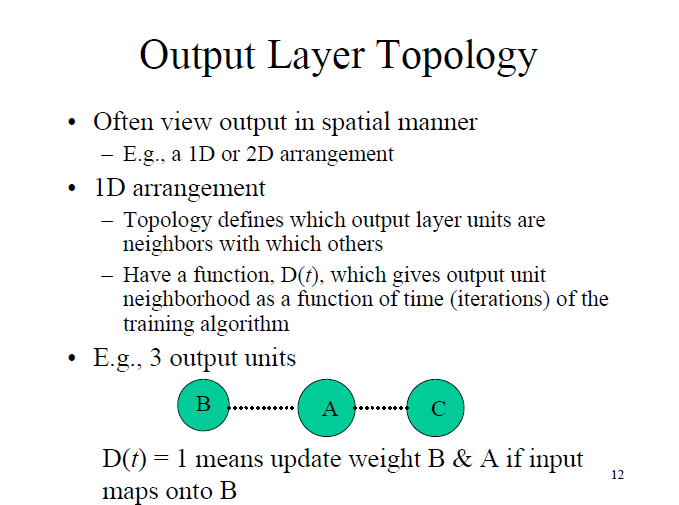 Output Layer Topology
• Often view output in spatial manner
– E.g., a 1D or 2D arrangement
• 1D arrangement
– Topology defines which output layer units are
neighbors with which others
– Have a function, D(t), which gives output unit
neighborhood as a function of time (iterations) of the
training algorithm
• E.g., 3 output units
B A C
D(t) = 1 means update weight B & A if input
maps onto B
12